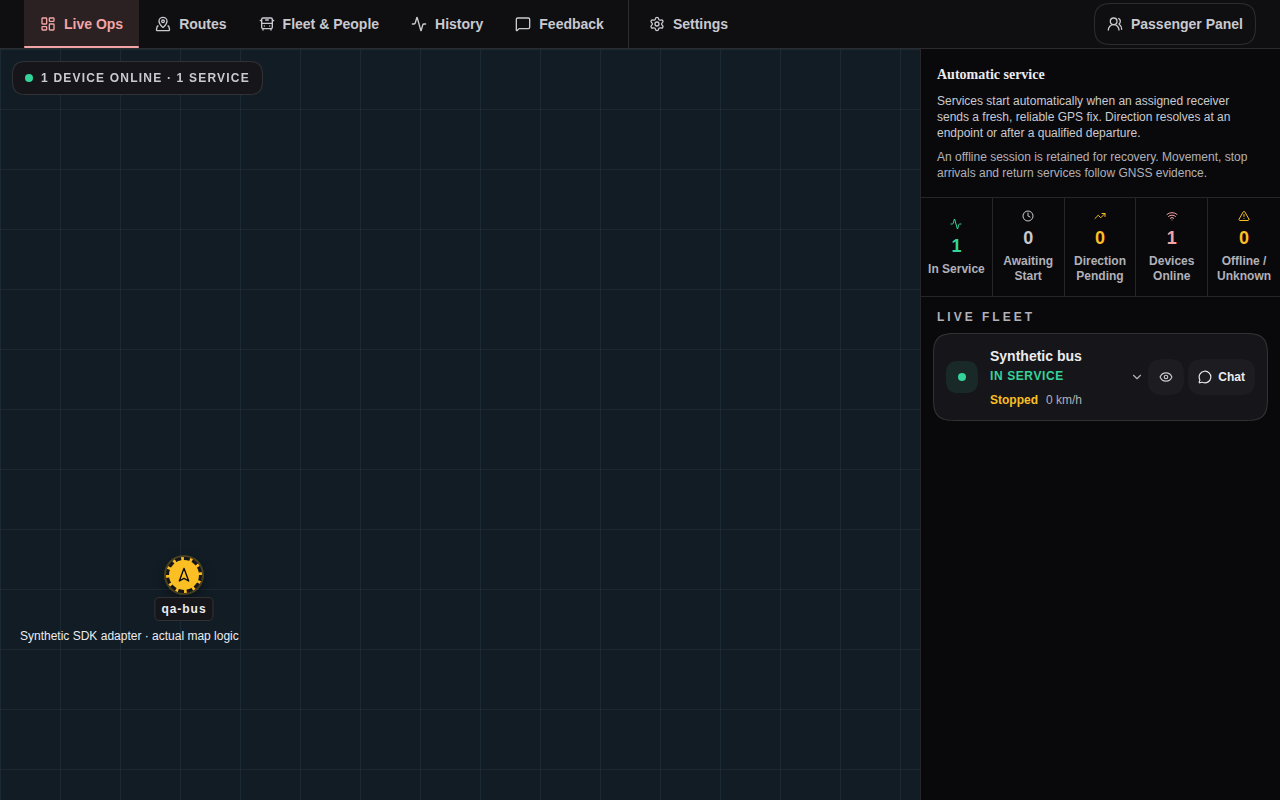 Live Ops
Routes
Fleet & People
History
Feedback
Settings
Passenger Panel
1 DEVICE ONLINE · 1 SERVICE
Automatic service
Services start automatically when an assigned receiver
sends a fresh, reliable GPS fix. Direction resolves at an
endpoint or after a qualified departure.
An offline session is retained for recovery. Movement, stop
arrivals and return services follow GNSS evidence.
1
In Service
0
Awaiting
Start
0
Direction
Pending
1
Devices
Online
0
Offline /
Unknown
LIVE FLEET
Synthetic bus
IN SERVICE
Stopped 0 km/h
Chat
qa-bus
Synthetic SDK adapter · actual map logic